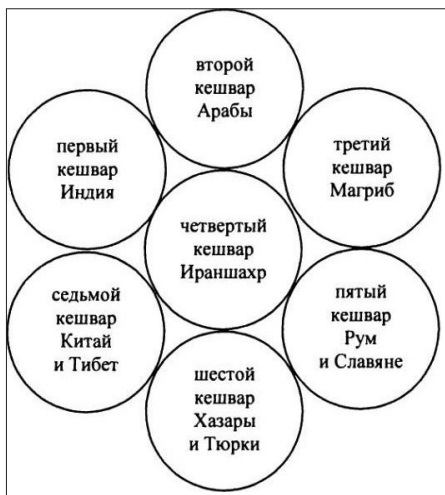 второй
кешвар
Арабы
первый
кешвар
Индия
третий
кешвар
Магриб
четвертый
кешвар
Ираншахр
седьмой
кешвар
Китай
и Тибет
пятый
кешвар
Рум
и Славяне
шестой
кешвар
Хазары
и Тюрки